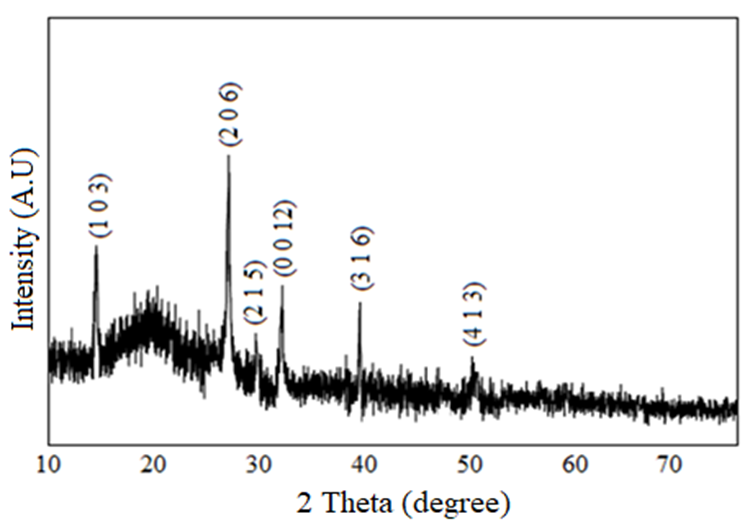 (1 0 3)
(2 0 6)
(2 1 5)
(0 0 12)
(3 1 6)
(4 1 3)
Intensity (A.U)
10 20 30 40 50 60 70
2 Theta (degree)